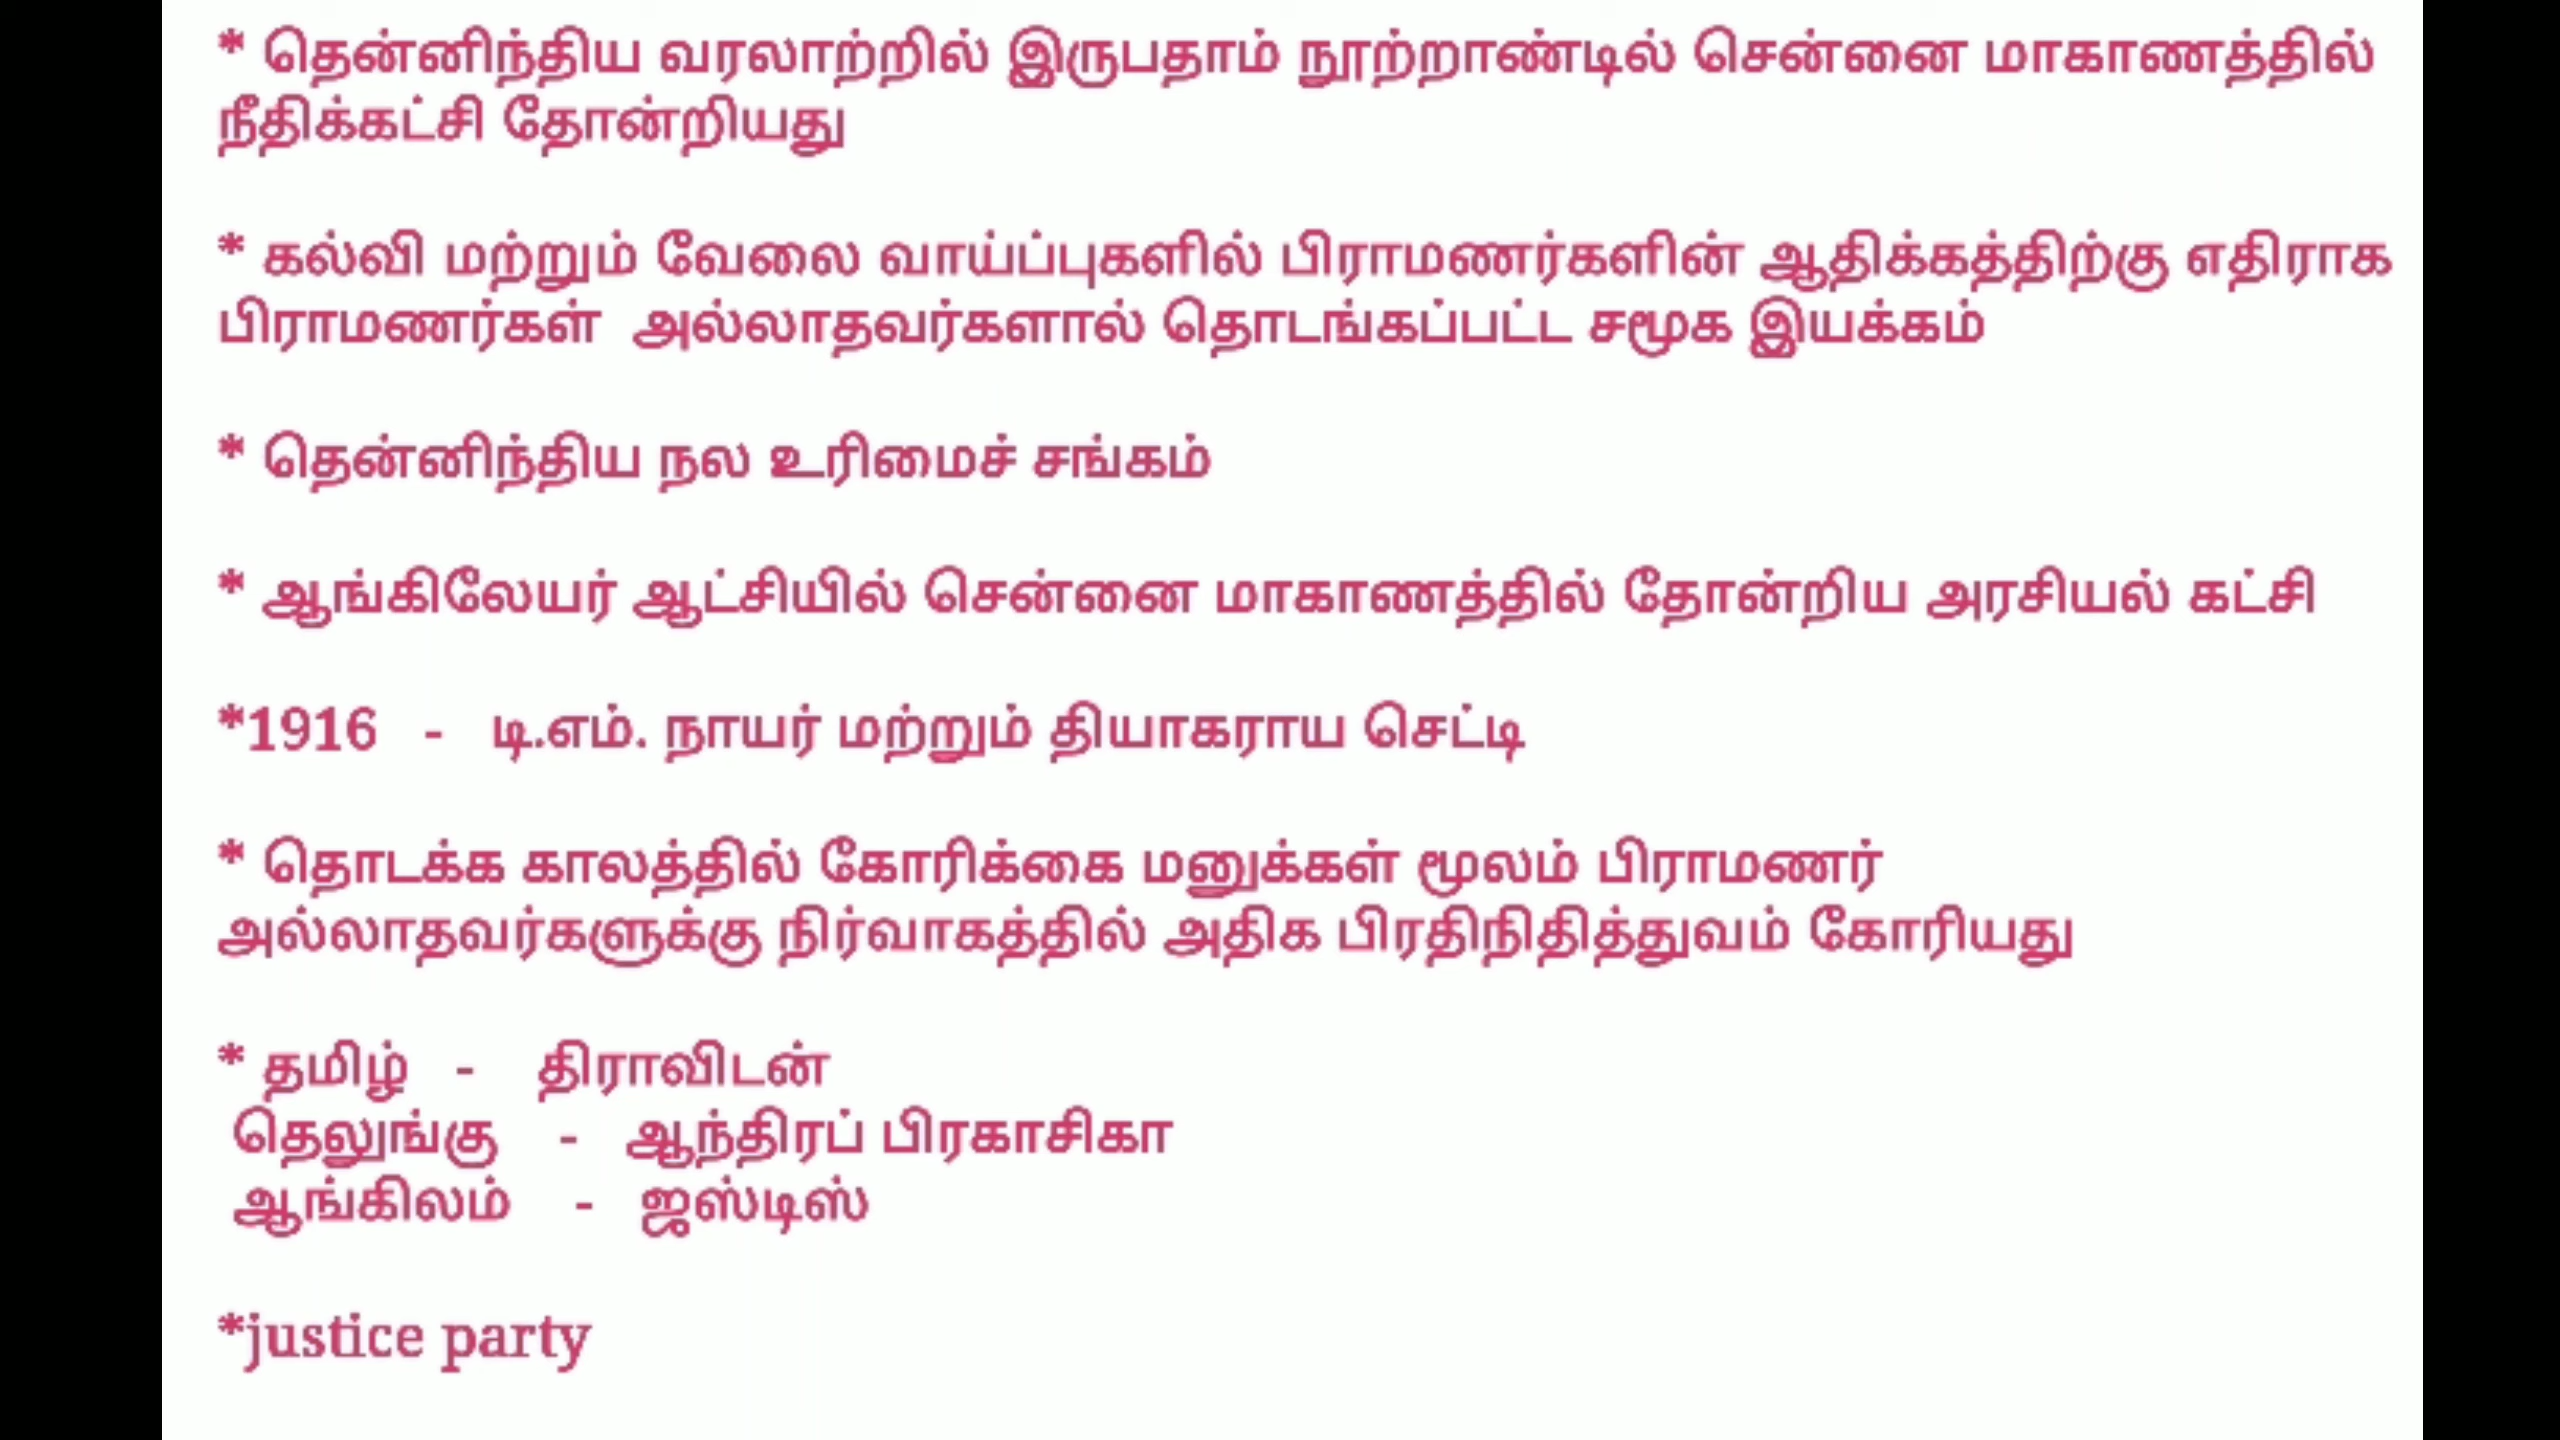 * தென்னிந்திய வரலாற்றில் இருபதாம் நூற்றாண்டில் சென்னை மாகாணத்தில்
நீதிக்கட்சி தோன்றியது
* கல்வி மற்றும் வேலை வாய்ப்புகளில் பிராமணர்களின் ஆதிக்கத்திற்கு எதிராக
பிராமணர்கள் அல்லாதவர்களால் தொடங்கப்பட்ட சமூக இயக்கம்
* தென்னிந்திய நல உரிமைச் சங்கம்
* ஆங்கிலேயர் ஆட்சியில் சென்னை மாகாணத்தில் தோன்றிய அரசியல் கட்சி
*1916 - டி.எம். நாயர் மற்றும் தியாகராய செட்டி
* தொடக்க காலத்தில் கோரிக்கை மனுக்கள் மூலம் பிராமணர்
அல்லாதவர்களுக்கு நிர்வாகத்தில் அதிக பிரதிநிதித்துவம் கோரியது
* தமிழ் - திராவிடன்
தெலுங்கு - ஆந்திரப் பிரகாசிகா
ஆங்கிலம் - ஜஸ்டிஸ்
*justice party